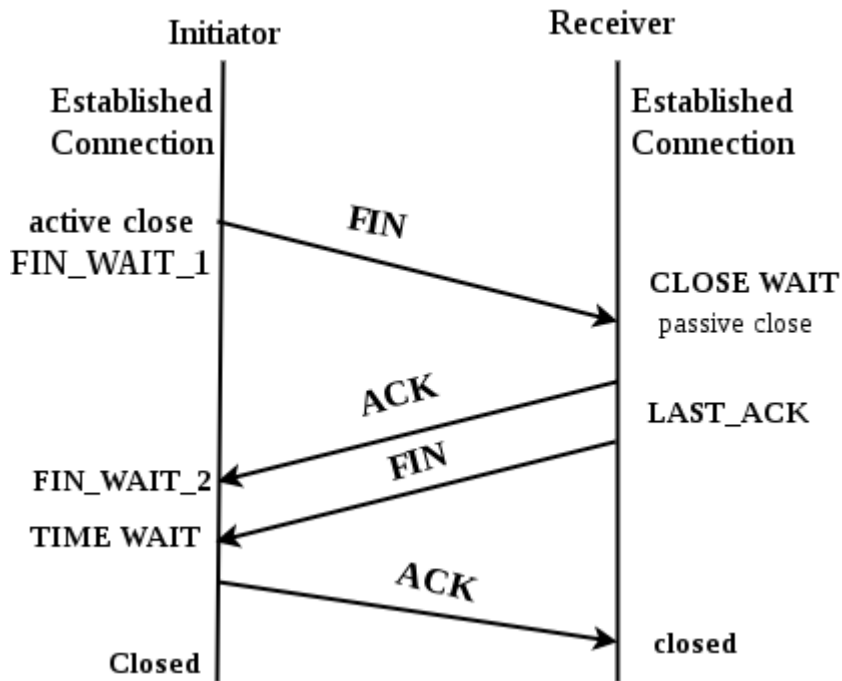 Initiator
Receiver
Established
Connection
Established
Connection
active close
FIN_WAIT_1
FIN
CLOSE WAIT
passive close
ACK
LAST_ACK
FIN
FIN_WAIT_2
TIME WAIT
ACK
closed
Closed